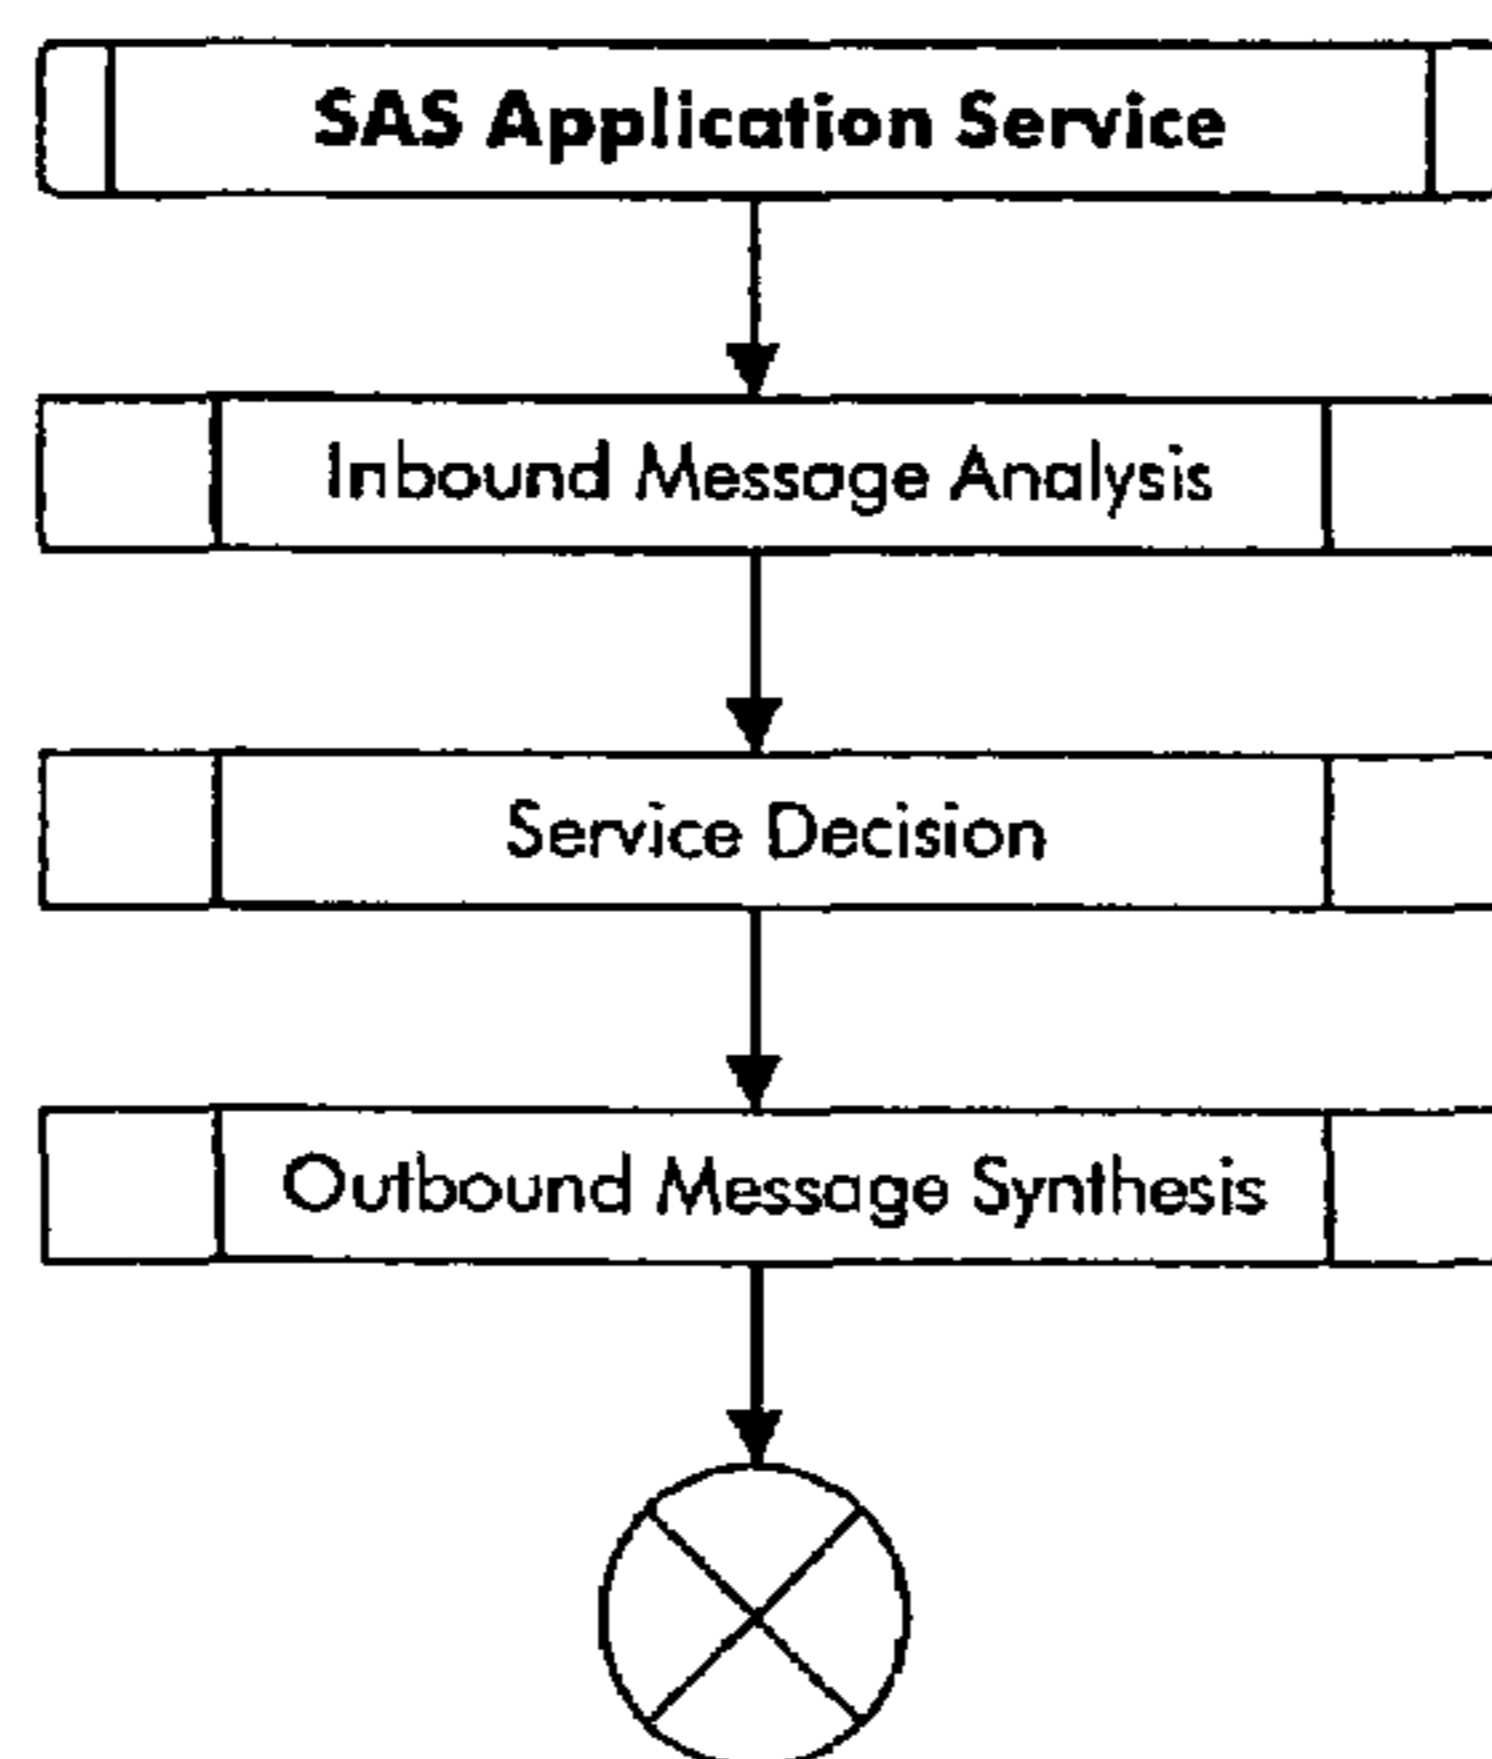 SAS Application Service
Inbound Message Analysis
Service Decision
Outbound Message Synthesis